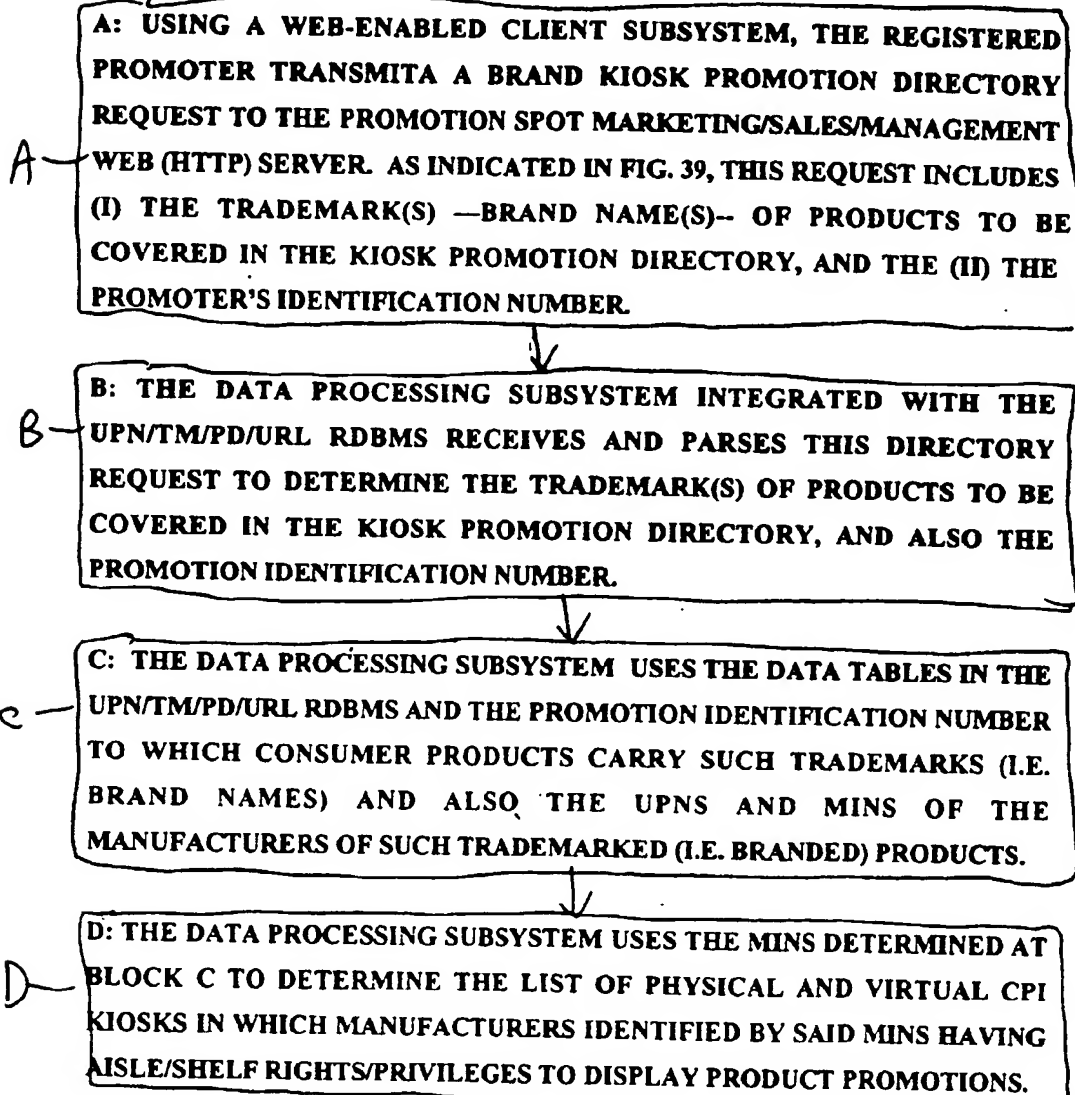 A: USING A WEB-ENABLED CLIENT SUBSYSTEM, THE REGISTERED
PROMOTER TRANSMITA A BRAND KIOSK PROMOTION DIRECTORY
REQUEST TO THE PROMOTION SPOT MARKETING/SALES/MANAGEMENT
A
WEB (HTTP) SERVER. AS INDICATED IN FIG. 39, THIS REQUEST INCLUDES
(I) THE TRADEMARK(S) —BRAND NAME(S)-- OF PRODUCTS TO BE
COVERED IN THE KIOSK PROMOTION DIRECTORY, AND THE (II) THE
PROMOTER'S IDENTIFICATION NUMBER.
B: THE DATA PROCESSING SUBSYSTEM INTEGRATED WITH THE
B
UPN/TM/PD/URL RDBMS RECEIVES AND PARSES THIS DIRECTORY
REQUEST TO DETERMINE THE TRADEMARK(S) OF PRODUCTS TO BE
COVERED IN THE KIOSK PROMOTION DIRECTORY, AND ALSO THE
PROMOTION IDENTIFICATION NUMBER.
C: THE DATA PROCESSING SUBSYSTEM USES THE DATA TABLES IN THE
C
UPN/TM/PD/URL RDBMS AND THE PROMOTION IDENTIFICATION NUMBER
TO WHICH CONSUMER PRODUCTS CARRY SUCH TRADEMARKS (I.E.
BRAND NAMES) AND ALSO THE UPNS AND MINS OF THE
MANUFACTURERS OF SUCH TRADEMARKED (I.E. BRANDED) PRODUCTS.
D: THE DATA PROCESSING SUBSYSTEM USES THE MINS DETERMINED AT
D
BLOCK C TO DETERMINE THE LIST OF PHYSICAL AND VIRTUAL CPI
KIOSKS IN WHICH MANUFACTURERS IDENTIFIED BY SAID MINS HAVING
AISLE/SHELF RIGHTS/PRIVILEGES TO DISPLAY PRODUCT PROMOTIONS.